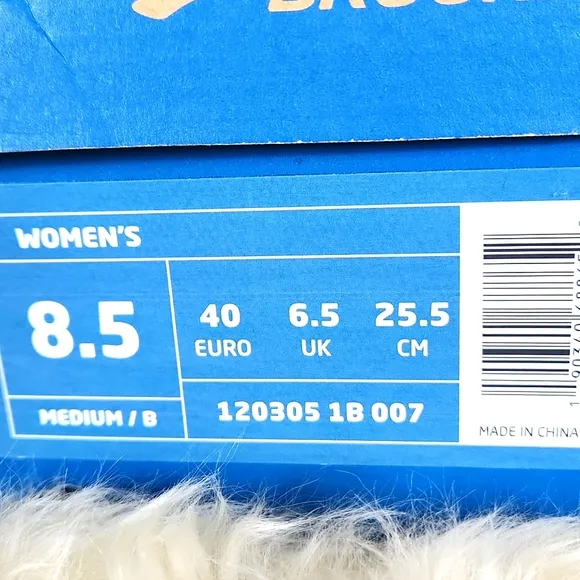 WOMEN'S
8.5
40 6.5 25.5
EURO UK CM
MEDIUM / B
120305 1B 007
MADE IN CHINA